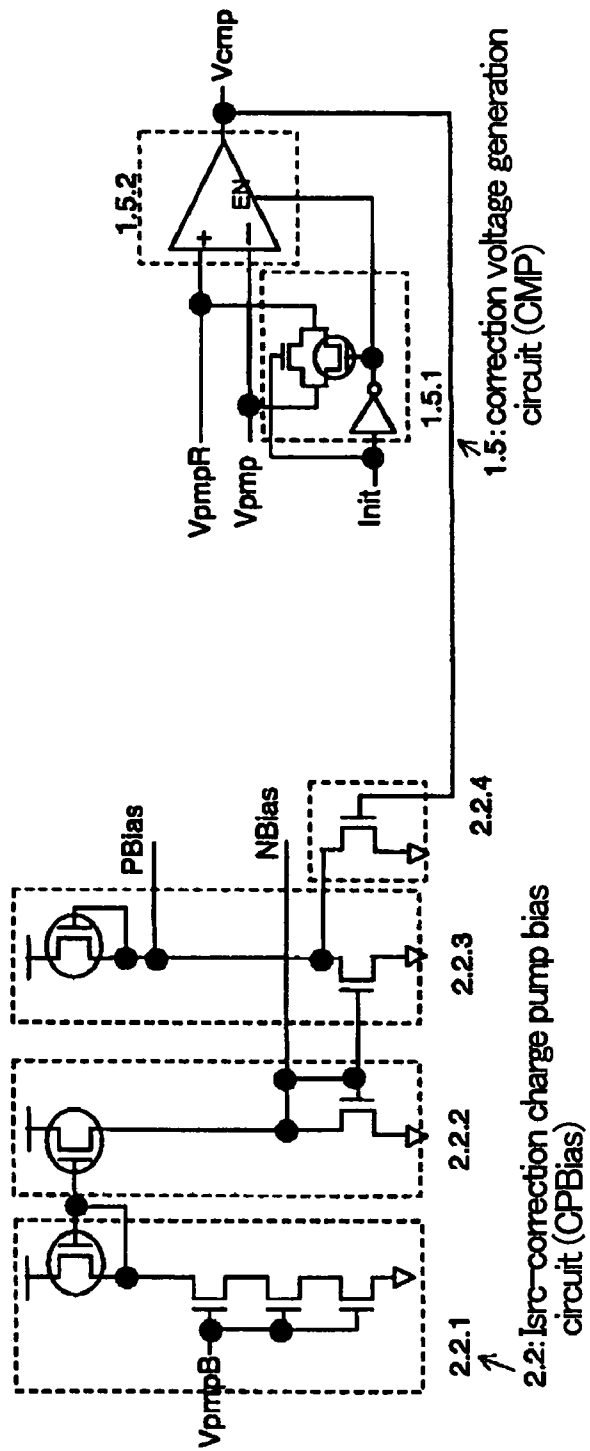 VpmpB
2.2.1
2.2.2
2.2.3
2.2.4
PBias
NBias
2.2: Isrc-correction charge pump bias
circuit (CPBias)
VpmpR
Vpmp
Init
1.5.1
1.5.2
+
−
EN
Vcmp
1.5: correction voltage generation
circuit (CMP)